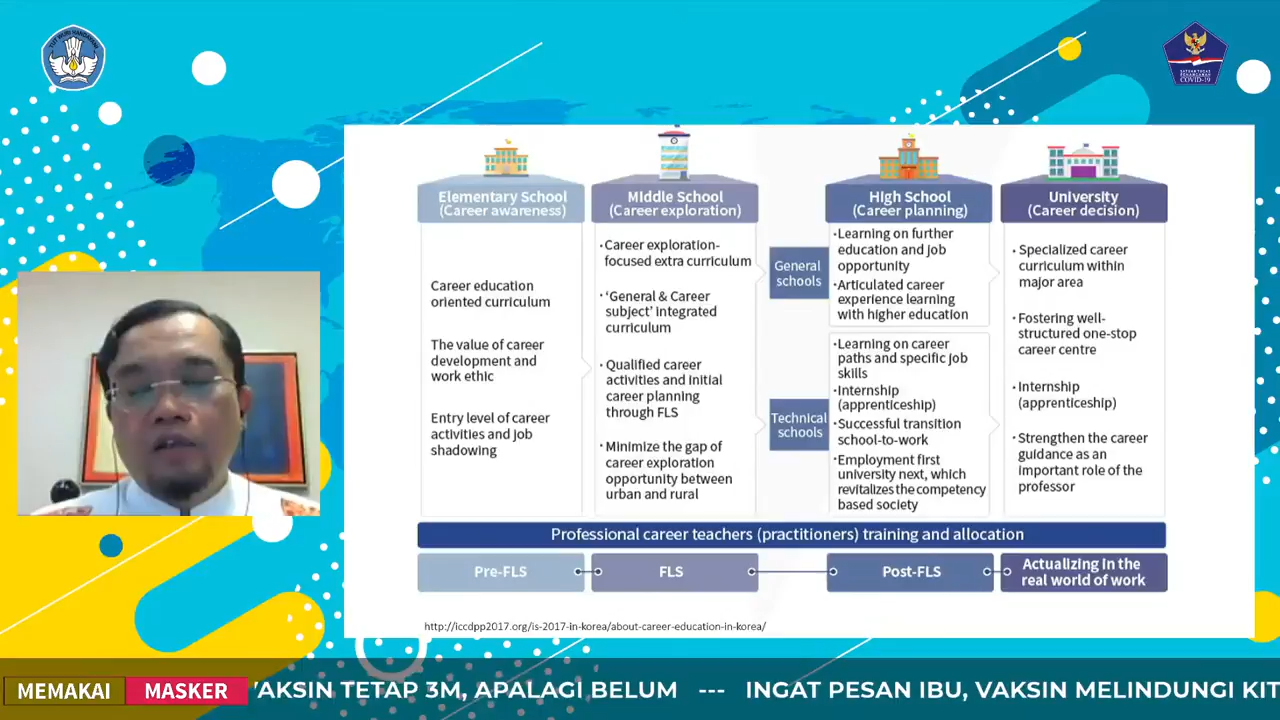 TUT WURI HANDAYANI
SATUAN TUGAS
PENANGANAN
COVID-19
Elementary School
(Career awareness)
Career education
oriented curriculum
The value of career
development and
work ethic
Entry level of career
activities and job
shadowing
Middle School
(Career exploration)
·Career exploration-
focused extra curriculum
·‘General & Career
subject’ integrated
curriculum
·Qualified career
activities and initial
career planning
through FLS
·Minimize the gap of
career exploration
opportunity between
urban and rural
General
schools
Technical
schools
High School
(Career planning)
·Learning on further
education and job
opportunity
·Articulated career
experience learning
with higher education
·Learning on career
paths and specific job
skills
·Internship
(apprenticeship)
·Successful transition
school-to-work
·Employment first
university next, which
revitalizes the competency
based society
University
(Career decision)
· Specialized career
curriculum within
major area
· Fostering well-
structured one-stop
career centre
· Internship
(apprenticeship)
· Strengthen the career
guidance as an
important role of the
professor
Professional career teachers (practitioners) training and allocation
Pre-FLS
FLS
Post-FLS
Actualizing in the
real world of work
http://iccdpp2017.org/is-2017-in-korea/about-career-education-in-korea/
MEMAKAI MASKER VAKSIN TETAP 3M, APALAGI BELUM --- INGAT PESAN IBU, VAKSIN MELINDUNGI KIT